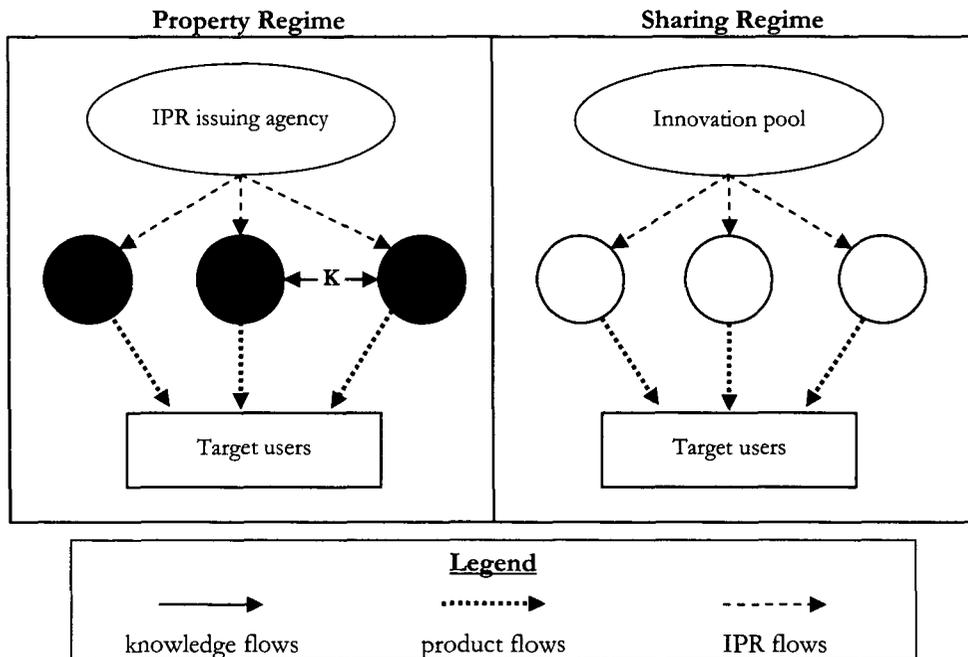 Property Regime
Sharing Regime
IPR issuing agency
Innovation pool
K
Target users
Target users
Legend
knowledge flows
product flows
IPR flows